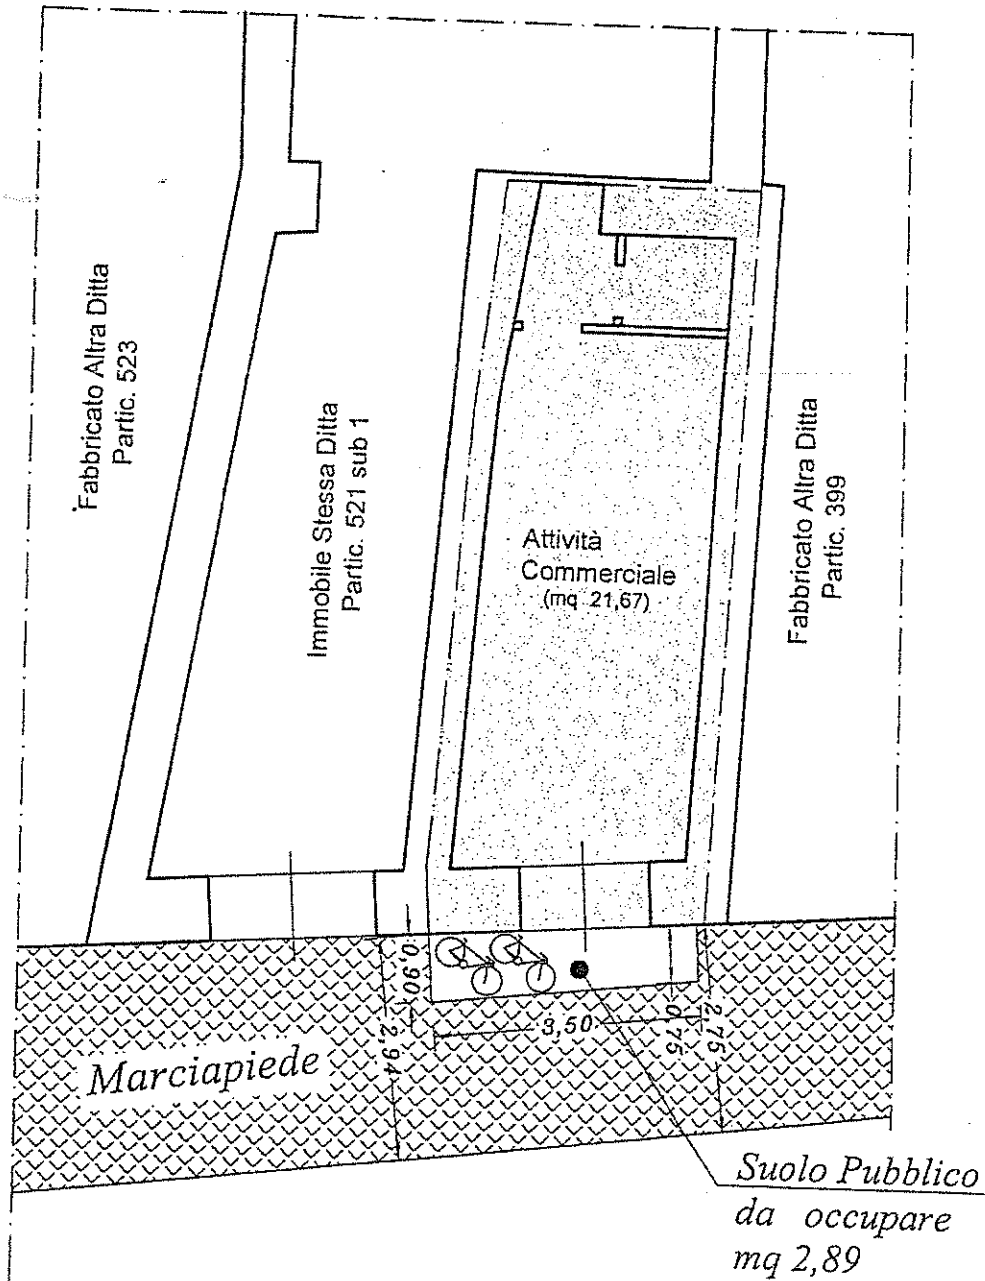 Fabbricato Altra Ditta
Partic. 523
Immobile Stessa Ditta
Partic. 521 sub 1
Attività
Commerciale
(mq 21,67)
Fabbricato Altra Ditta
Partic. 399
0,90
2,94
3,50
0,75
2,75
Marciapiede
Suolo Pubblico
da occupare
mq 2,89